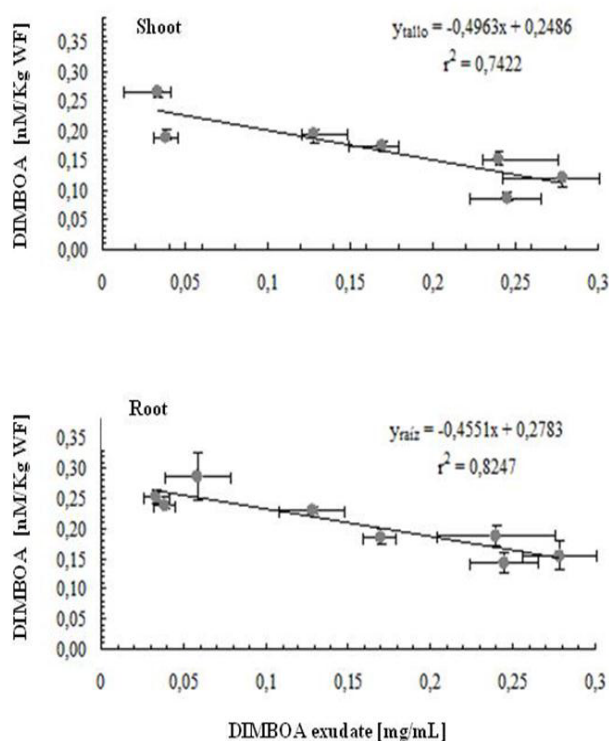 Shoot
y_tallo = -0,4963x + 0,2486
r² = 0,7422
DIMBOA [nM/Kg WF]
0,40
0,35
0,30
0,25
0,20
0,15
0,10
0,05
0,00
0 0,05 0,1 0,15 0,2 0,25 0,3
Root
y_raíz = -0,4551x + 0,2783
r² = 0,8247
DIMBOA [nM/Kg WF]
0,35
0,30
0,25
0,20
0,15
0,10
0,05
0,00
0 0,05 0,1 0,15 0,2 0,25 0,3
DIMBOA exudate [mg/mL]